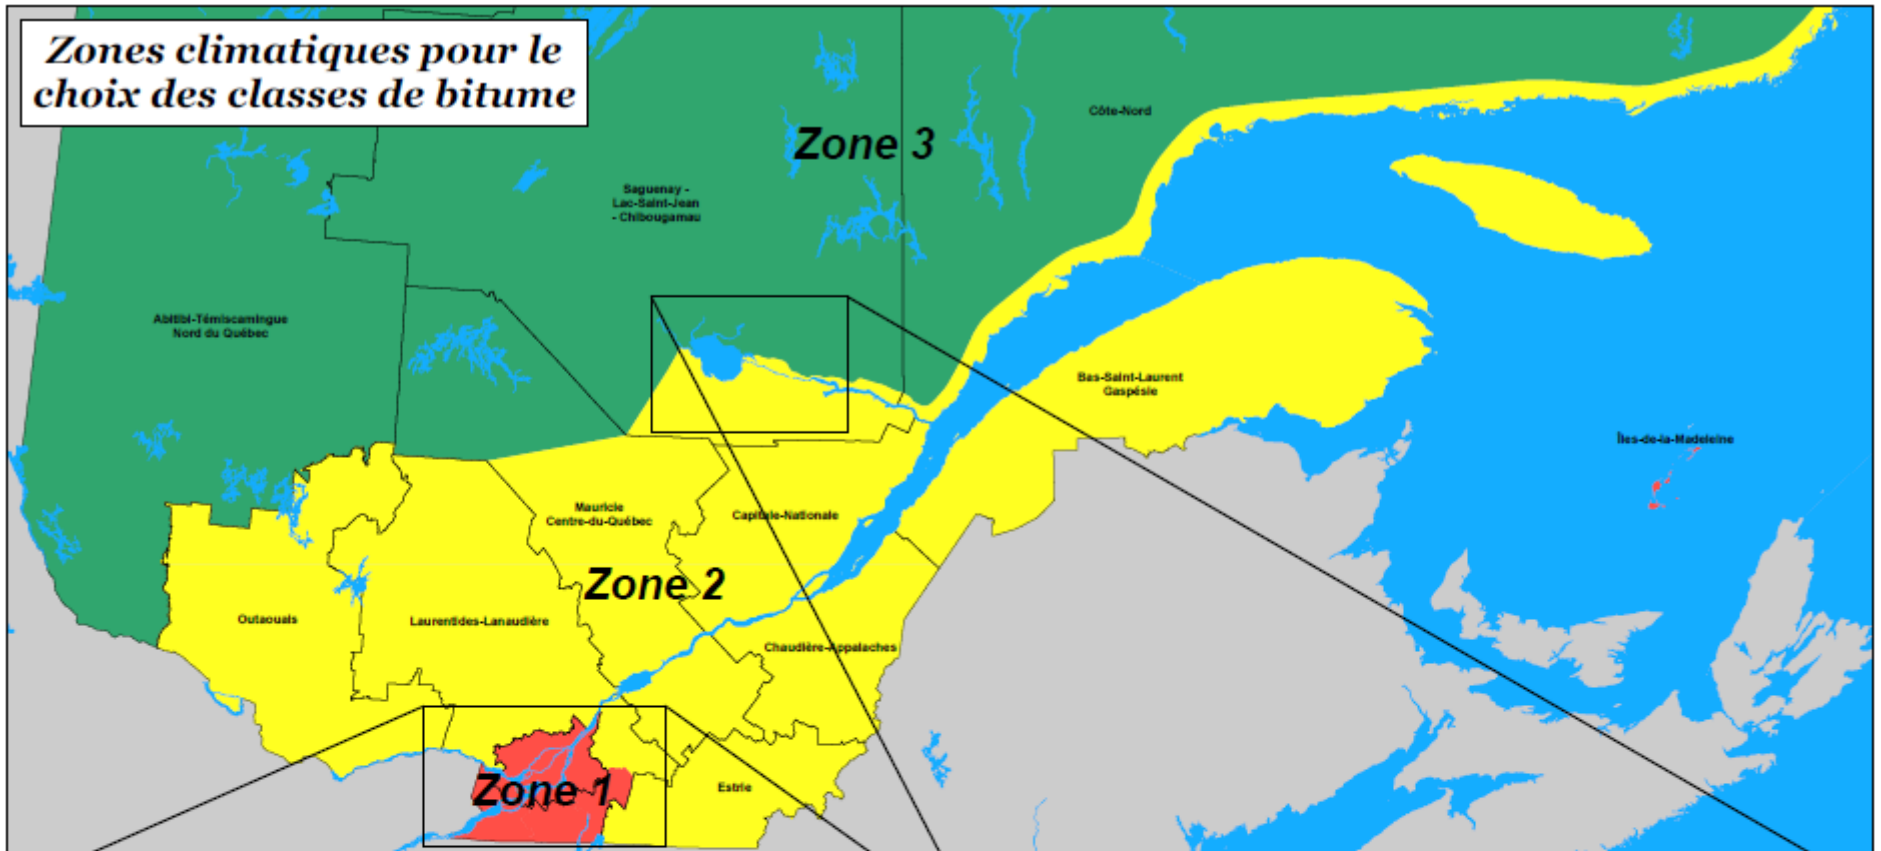 Zones climatiques pour le
choix des classes de bitume
Côte-Nord
Zone 3
Saguenay -
Lac-Saint-Jean
- Chibougamau
Abitibi-Témiscamingue
Nord du Québec
Bas-Saint-Laurent
Gaspésie
Îles-de-la-Madeleine
Mauricie
Centre-du-Québec
Capitale-Nationale
Zone 2
Outaouais
Laurentides-Lanaudière
Chaudière-Appalaches
Zone 1
Estrie